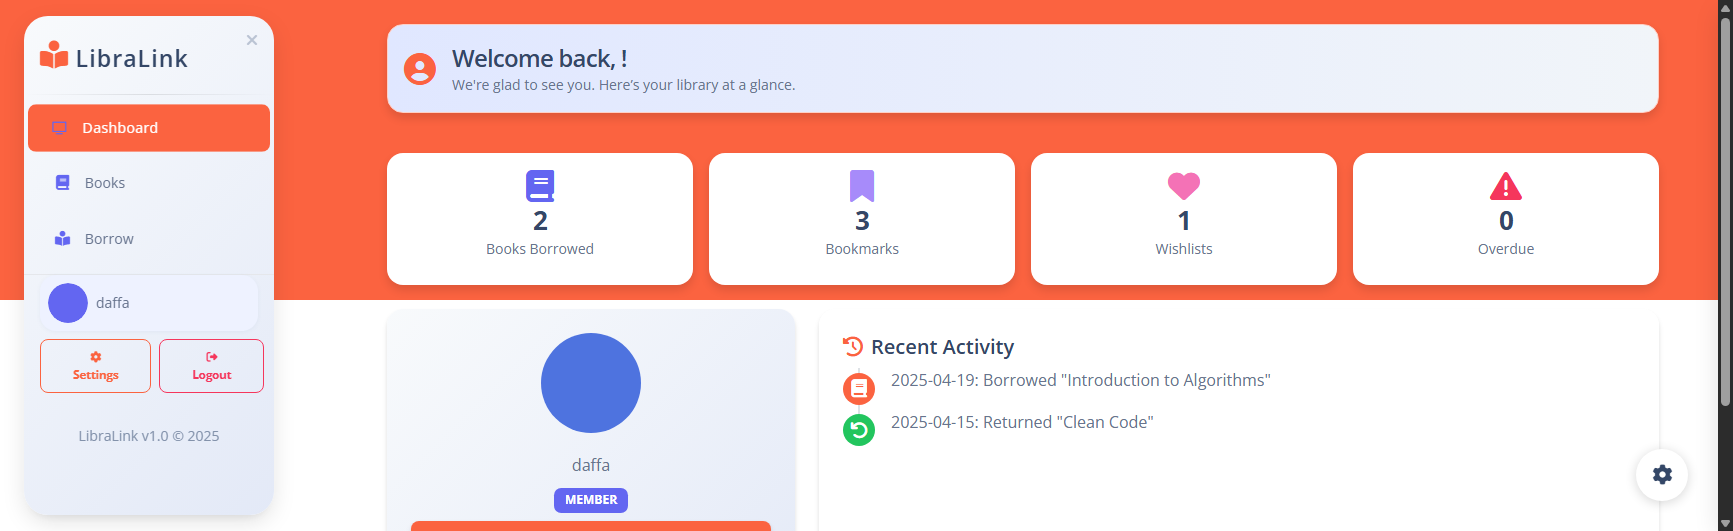 LibraLink
Dashboard
Books
Borrow
daffa
Settings
Logout
LibraLink v1.0 © 2025
Welcome back, !
We're glad to see you. Here’s your library at a glance.
2
Books Borrowed
3
Bookmarks
1
Wishlists
0
Overdue
daffa
MEMBER
Recent Activity
2025-04-19: Borrowed "Introduction to Algorithms"
2025-04-15: Returned "Clean Code"